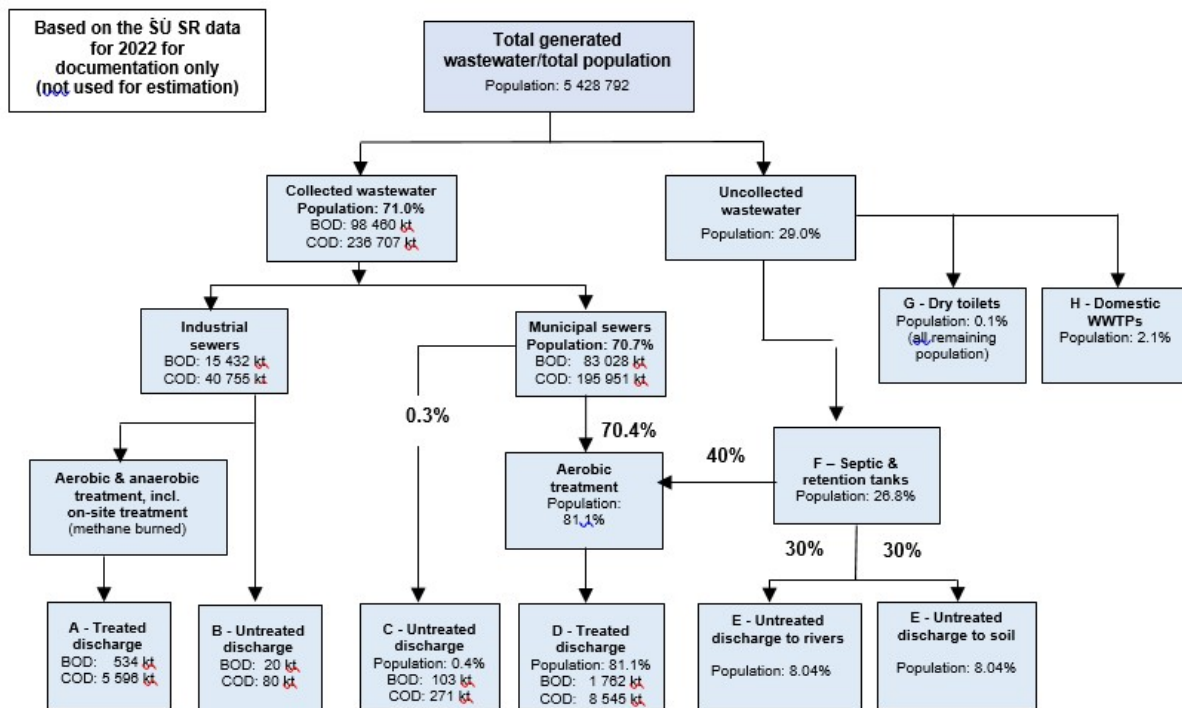 Based on the ŠÚ SR data
for 2022 for
documentation only
(not used for estimation)
Total generated
wastewater/total population
Population: 5 428 792
Collected wastewater
Population: 71.0%
BOD: 98 460 kt
COD: 236 707 kt
Uncollected
wastewater
Population: 29.0%
Industrial
sewers
BOD: 15 432 kt
COD: 40 755 kt
Municipal sewers
Population: 70.7%
BOD: 83 028 kt
COD: 195 951 kt
G - Dry toilets
Population: 0.1%
(all remaining
population)
H - Domestic
WWTPs
Population: 2.1%
0.3%
70.4%
40%
Aerobic & anaerobic
treatment, incl.
on-site treatment
(methane burned)
Aerobic
treatment
Population:
81.1%
F – Septic &
retention tanks
Population: 26.8%
30%
30%
A - Treated
discharge
BOD: 534 kt
COD: 5 596 kt
B - Untreated
discharge
BOD: 20 kt
COD: 80 kt
C - Untreated
discharge
Population: 0.4%
BOD: 103 kt
COD: 271 kt
D - Treated
discharge
Population: 81.1%
BOD: 1 762 kt
COD: 8 545 kt
E - Untreated
discharge to rivers
Population: 8.04%
E - Untreated
discharge to soil
Population: 8.04%